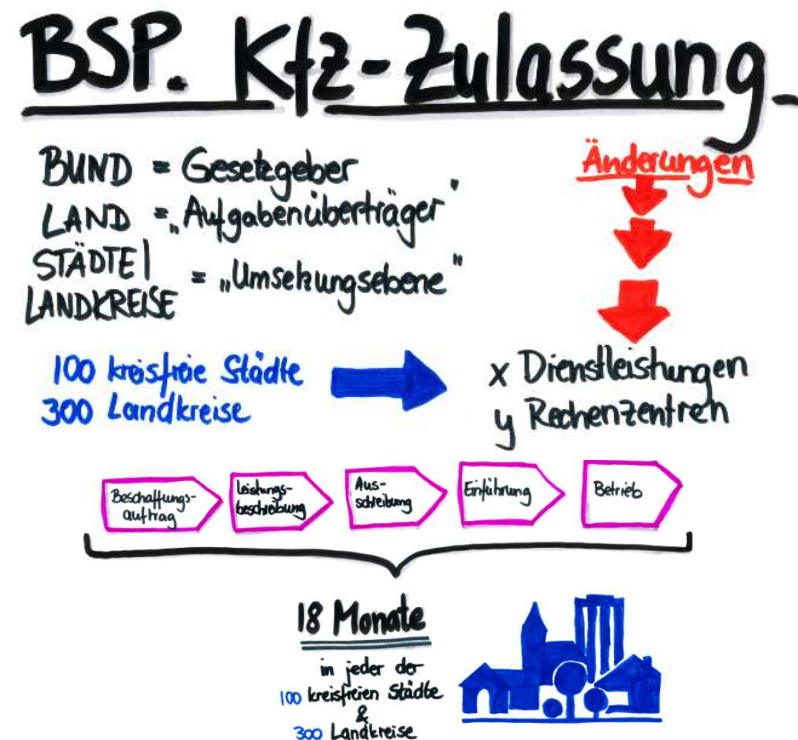 BSP. Kfz-Zulassung
BUND = Gesetzgeber
LAND = „Aufgabenüberträger"
STÄDTE|
LANDKREISE = „Umsetzungsebene"
Änderungen
100 kreisfreie Städte
300 Landkreise
x Dienstleistungen
y Rechenzentren
Beschaffungs-
auftrag
Leistungs-
beschreibung
Aus-
schreibung
Einführung
Betrieb
18 Monate
in jeder der
100 kreisfreien Städte
&
300 Landkreise